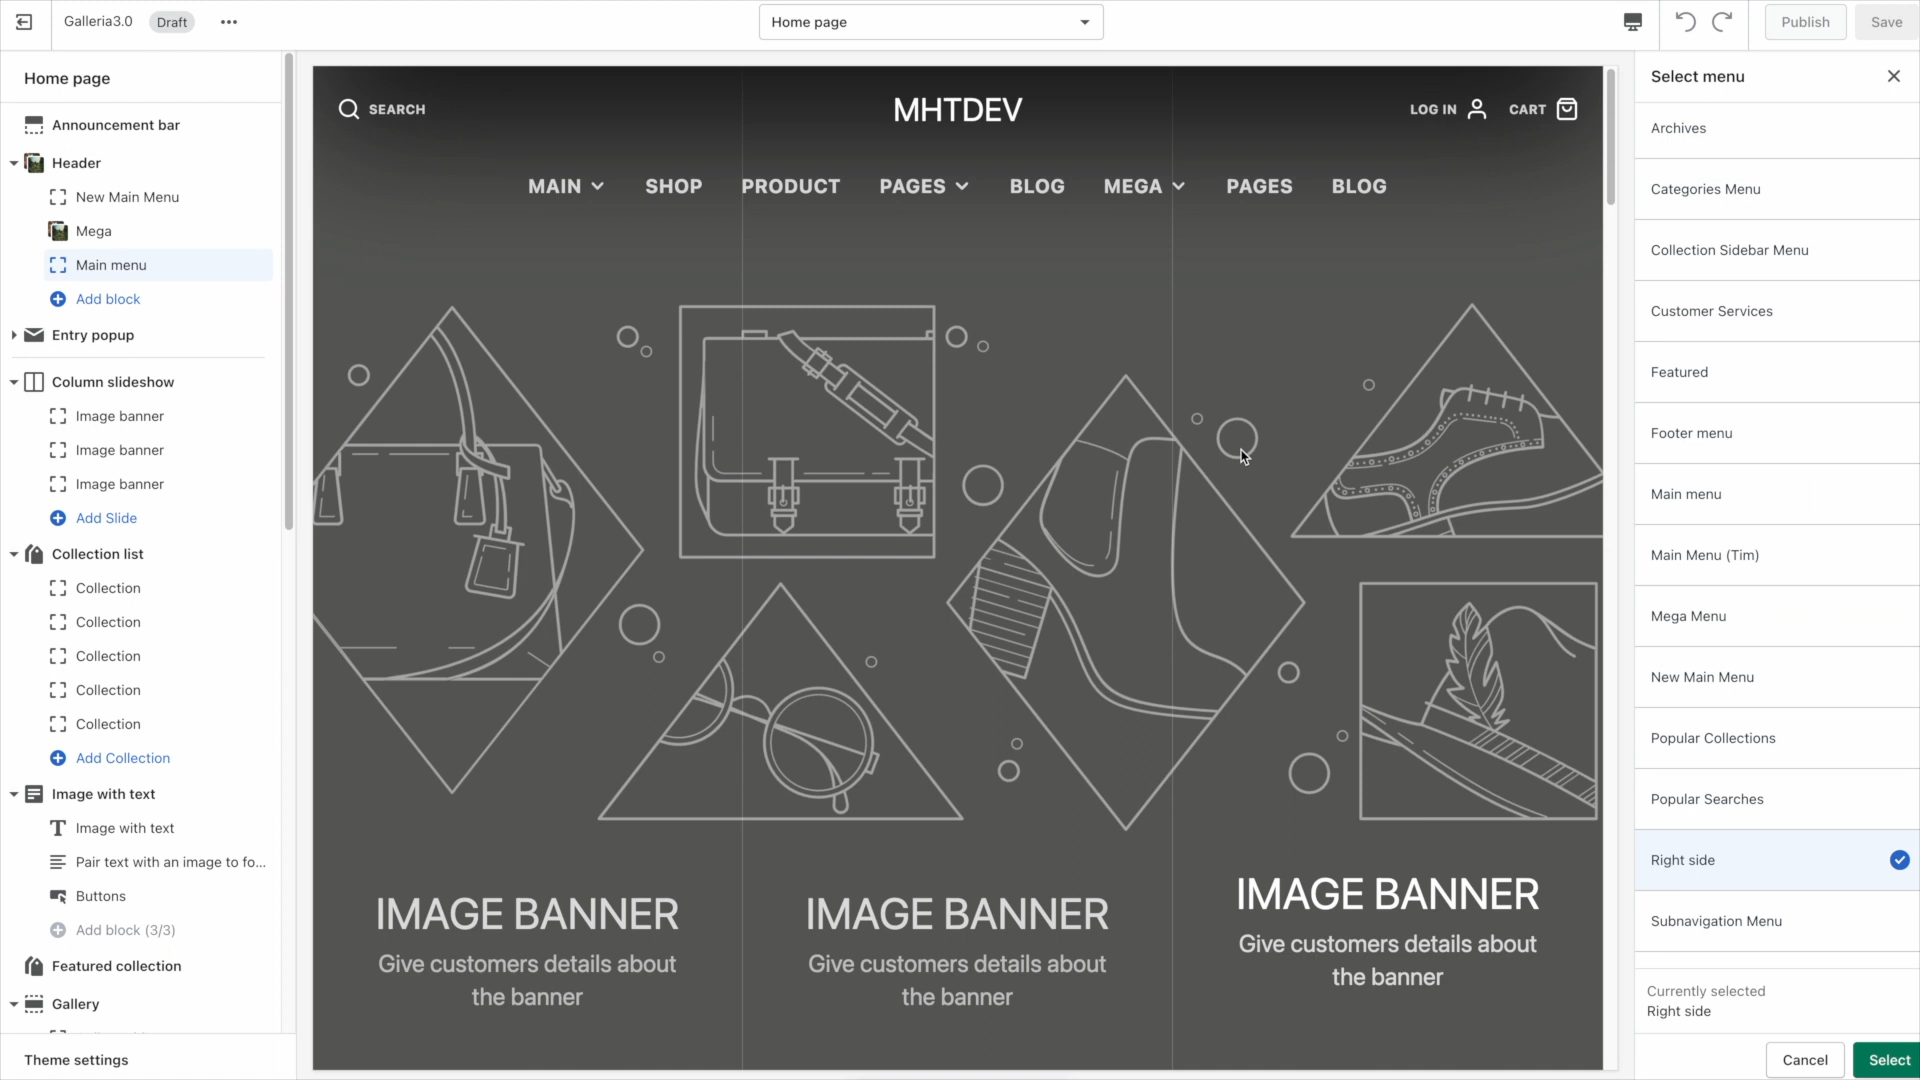 Galleria3.0
Draft
Home page
Publish
Save
Home page
Announcement bar
Header
New Main Menu
Mega
Main menu
Add block
Entry popup
Column slideshow
Image banner
Image banner
Image banner
Add Slide
Collection list
Collection
Collection
Collection
Collection
Collection
Add Collection
Image with text
Image with text
Pair text with an image to fo...
Buttons
Add block (3/3)
Featured collection
Gallery
Theme settings
SEARCH
MHTDEV
LOG IN
CART
MAIN SHOP PRODUCT PAGES BLOG MEGA PAGES BLOG
IMAGE BANNER
Give customers details about
the banner
IMAGE BANNER
Give customers details about
the banner
IMAGE BANNER
Give customers details about
the banner
Select menu
Archives
Categories Menu
Collection Sidebar Menu
Customer Services
Featured
Footer menu
Main menu
Main Menu (Tim)
Mega Menu
New Main Menu
Popular Collections
Popular Searches
Right side
Subnavigation Menu
Currently selected
Right side
Cancel
Select